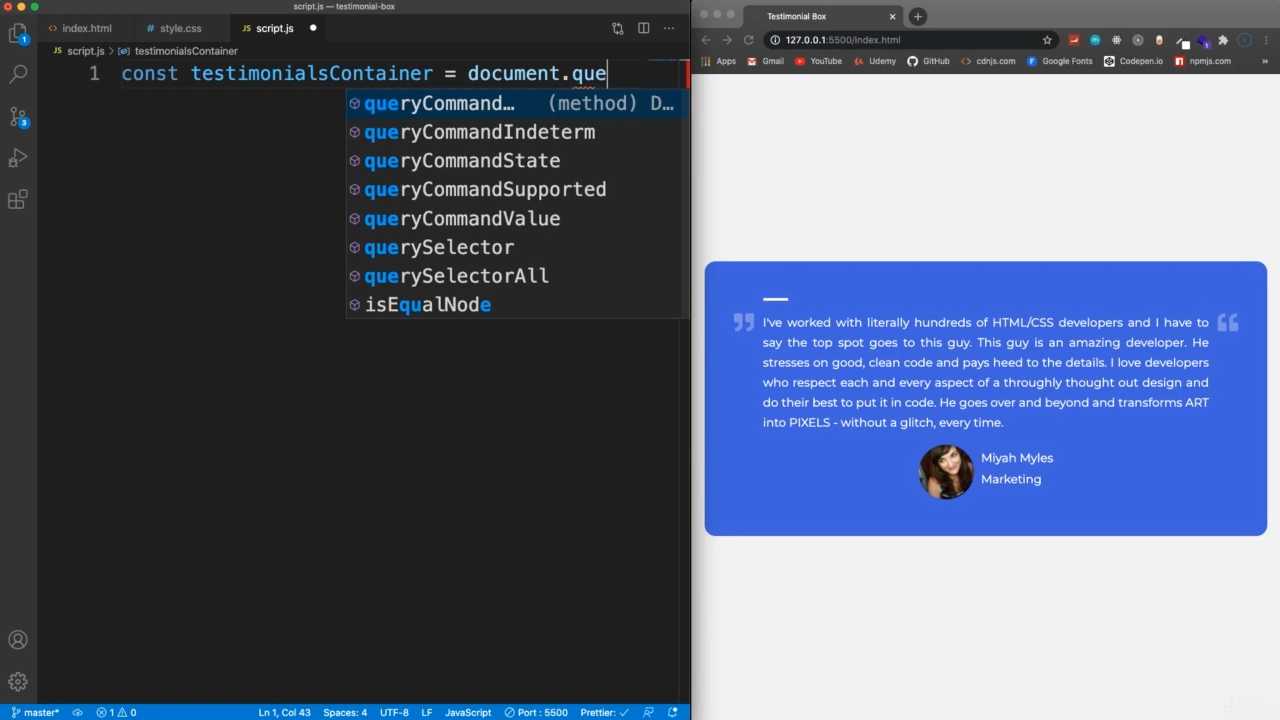 script.js — testimonial-box
index.html
style.css
JS script.js
JS script.js > testimonialsContainer
1 const testimonialsContainer = document.que
queryCommand… (method) D…
queryCommandIndeterm
queryCommandState
queryCommandSupported
queryCommandValue
querySelector
querySelectorAll
isEqualNode
1
3
master*
1 0
Ln 1, Col 43
Spaces: 4
UTF-8
LF
JavaScript
Port : 5500
Prettier:
Testimonial Box
127.0.0.1:5500/index.html
Apps
Gmail
YouTube
Udemy
GitHub
cdnjs.com
Google Fonts
Codepen.io
npmjs.com
I've worked with literally hundreds of HTML/CSS developers and I have to
say the top spot goes to this guy. This guy is an amazing developer. He
stresses on good, clean code and pays heed to the details. I love developers
who respect each and every aspect of a throughly thought out design and
do their best to put it in code. He goes over and beyond and transforms ART
into PIXELS - without a glitch, every time.
Miyah Myles
Marketing